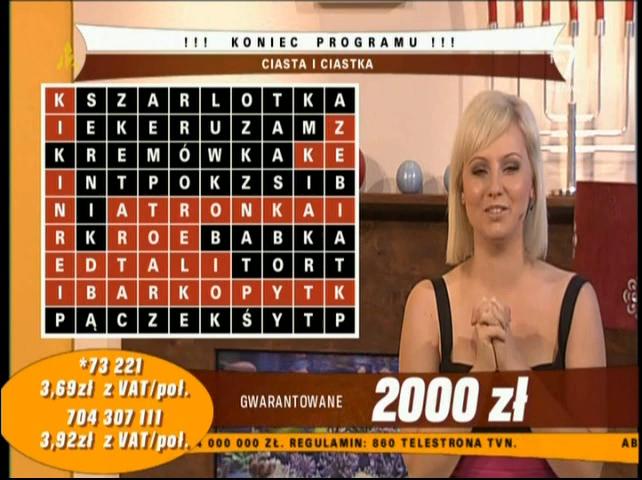 !!! KONIEC PROGRAMU !!!
CIASTA I CIASTKA
K S Z A R L O T K A
I E K E R U Z A M Z
K R E M Ó W K A K E
I N T P O K Z S I B
N I A T R O N K A I
R K R O E B A B K A
E D T A L I T O R T
I B A R K O P Y T K
P Ą C Z E K Ś Y T P
*73 221
3,69zł z VAT/poł.
704 307 111
3,92zł z VAT/poł.
GWARANTOWANE 2000 zł
4 000 000 ZŁ. REGULAMIN: 860 TELESTRONA TVN. AB